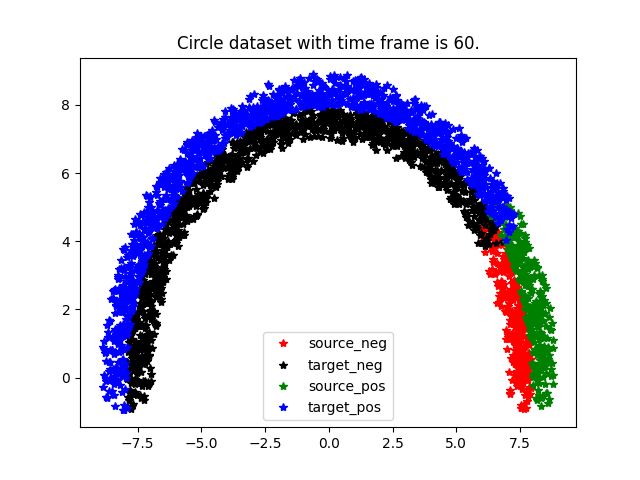 Circle dataset with time frame is 60.
8
6
4
2
0
−7.5 −5.0 −2.5 0.0 2.5 5.0 7.5
source_neg
target_neg
source_pos
target_pos